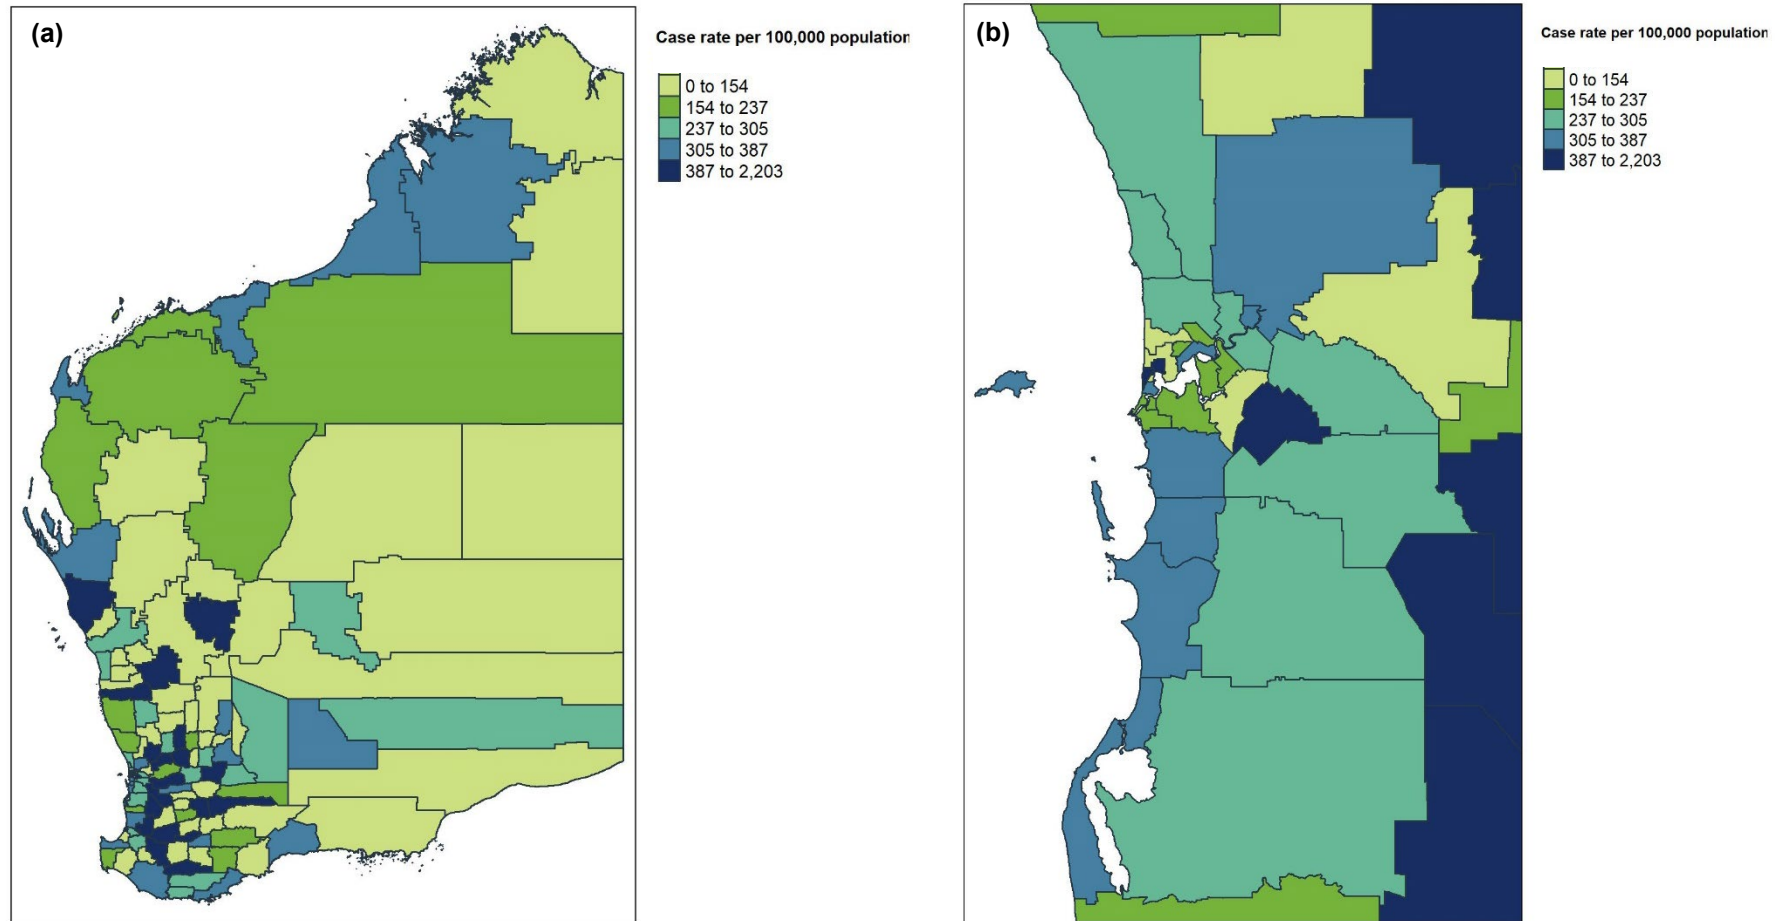 (a)
Case rate per 100,000 population
0 to 154
154 to 237
237 to 305
305 to 387
387 to 2,203
(b)
Case rate per 100,000 population
0 to 154
154 to 237
237 to 305
305 to 387
387 to 2,203